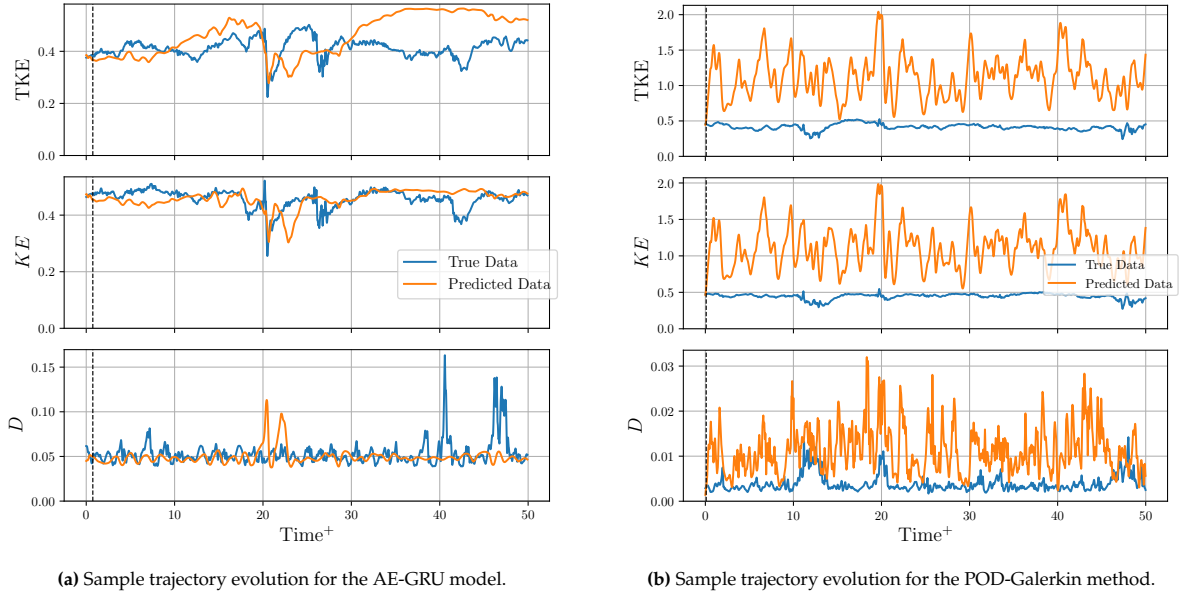 TKE
0.4
0.2
0.0
KE
0.4
0.2
0.0
True Data
Predicted Data
D
0.15
0.10
0.05
0.00
0 10 20 30 40 50
Time+
(a) Sample trajectory evolution for the AE-GRU model.
TKE
2.0
1.5
1.0
0.5
0.0
KE
2.0
1.5
1.0
0.5
0.0
True Data
Predicted Data
D
0.03
0.02
0.01
0.00
0 10 20 30 40 50
Time+
(b) Sample trajectory evolution for the POD-Galerkin method.